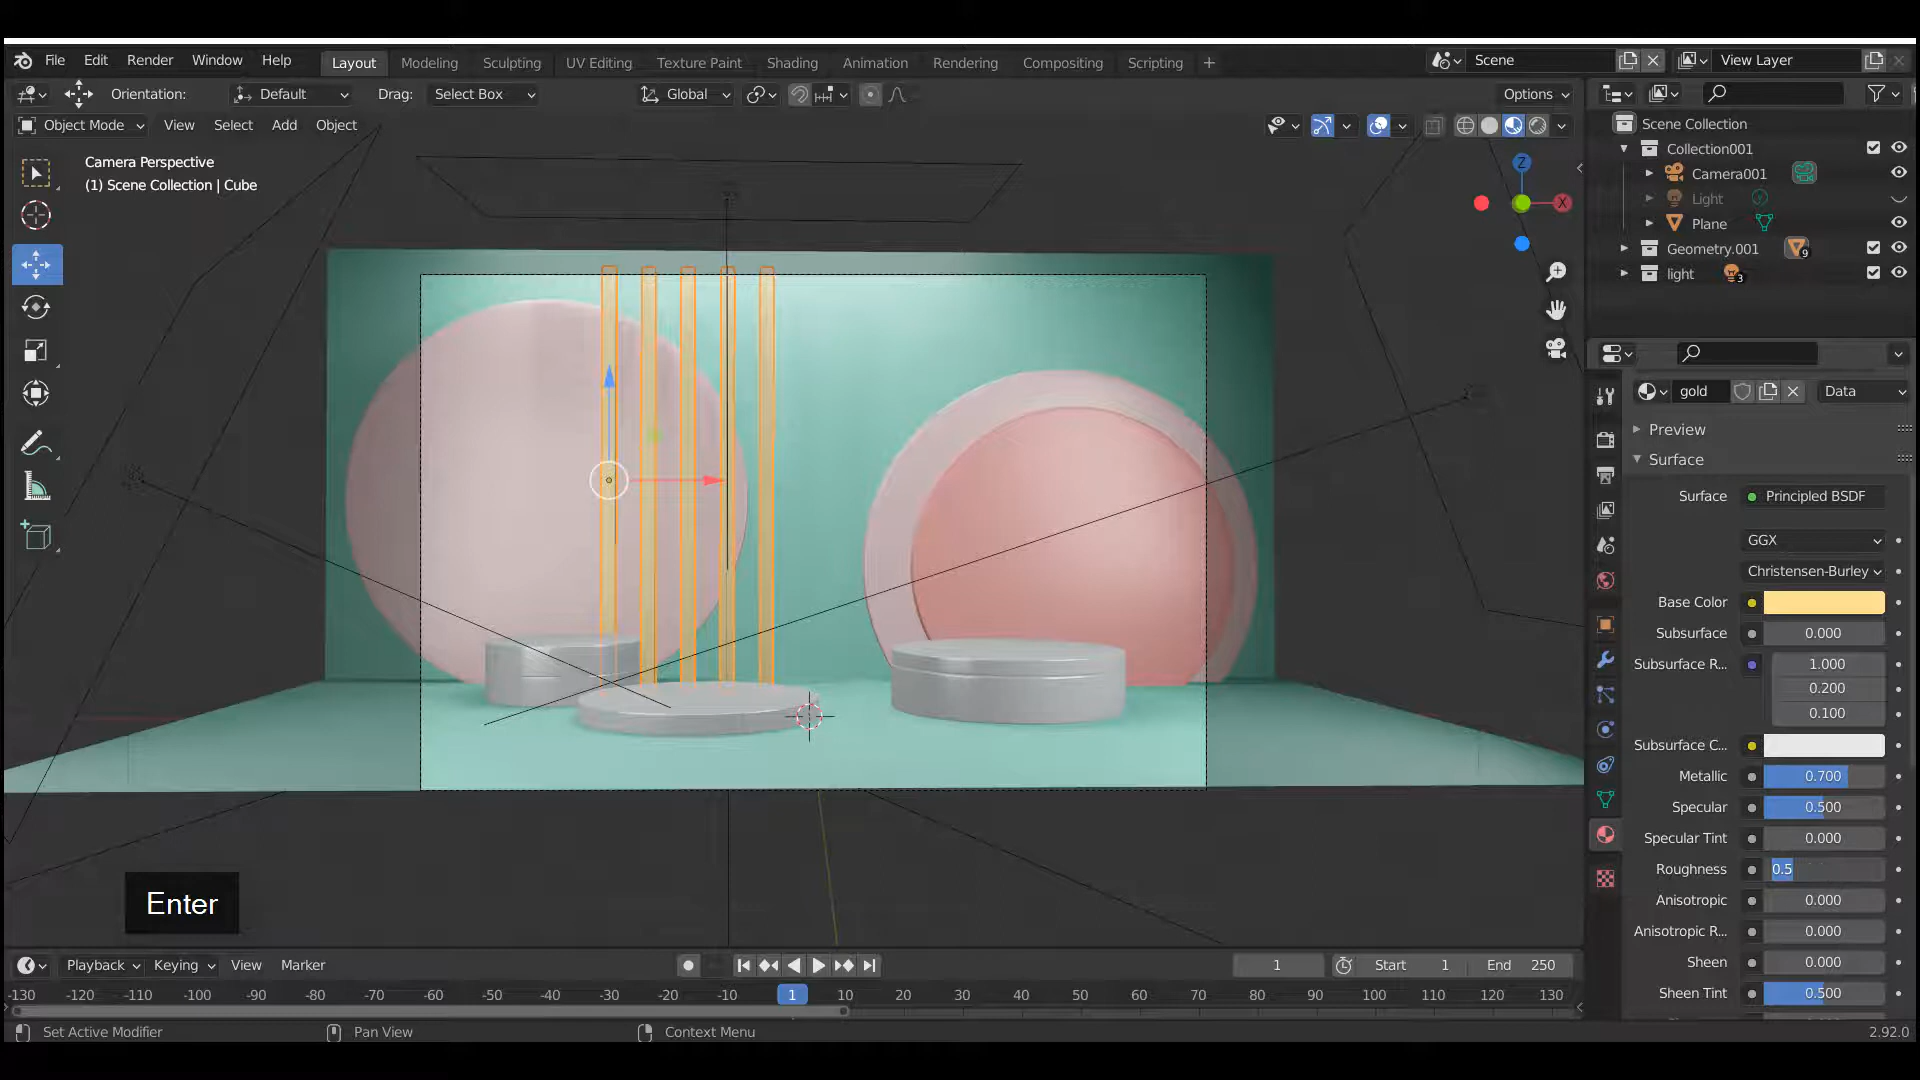 File Edit Render Window Help Layout Modeling Sculpting UV Editing Texture Paint Shading Animation Rendering Compositing Scripting + Scene View Layer
Orientation: Default Drag: Select Box Global Options
Object Mode View Select Add Object
Camera Perspective
(1) Scene Collection | Cube
Z
X
Scene Collection
Collection001
Camera001
Light
Plane
Geometry.001 9
light 3
gold Data
Preview
Surface
Surface Principled BSDF
GGX
Christensen-Burley
Base Color
Subsurface 0.000
Subsurface R... 1.000
0.200
0.100
Subsurface C...
Metallic 0.700
Specular 0.500
Specular Tint 0.000
Roughness 0.5
Anisotropic 0.000
Anisotropic R... 0.000
Sheen 0.000
Sheen Tint 0.500
Enter
Playback Keying View Marker 1 Start 1 End 250
-130 -120 -110 -100 -90 -80 -70 -60 -50 -40 -30 -20 -10 1 10 20 30 40 50 60 70 80 90 100 110 120 130
Set Active Modifier Pan View Context Menu 2.92.0